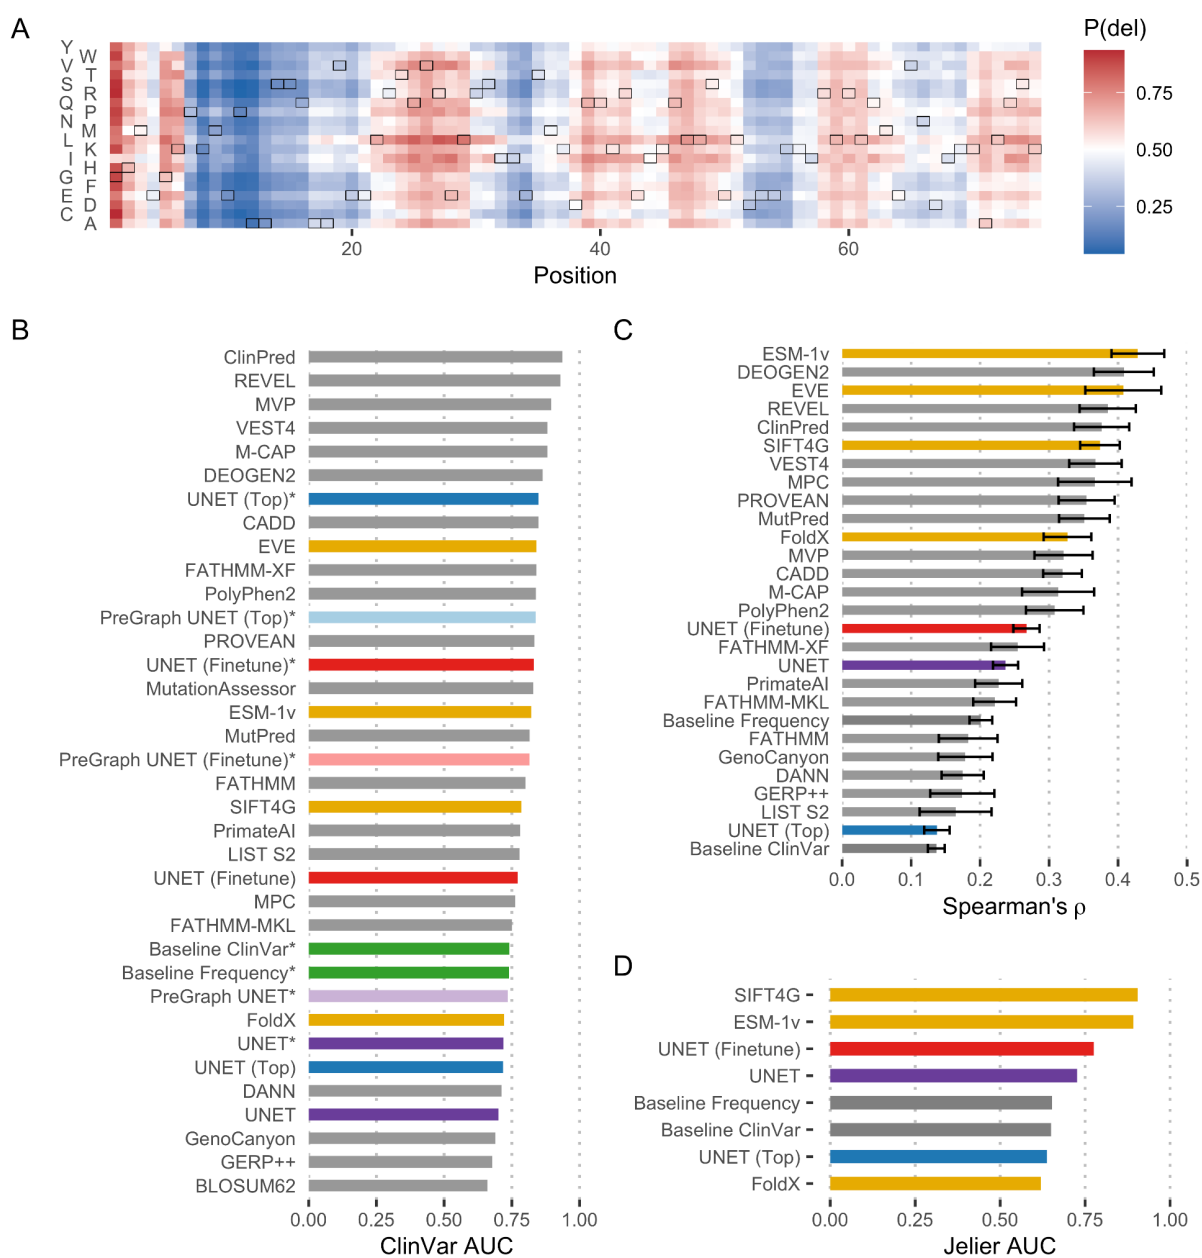 A
P(del)
Y
W
V
T
S
R
Q
P
N
M
L
K
I
H
G
F
E
D
C
A
0.75
0.50
0.25
20
40
60
Position
B
ClinPred
REVEL
MVP
VEST4
M-CAP
DEOGEN2
UNET (Top)*
CADD
EVE
FATHMM-XF
PolyPhen2
PreGraph UNET (Top)*
PROVEAN
UNET (Finetune)*
MutationAssessor
ESM-1v
MutPred
PreGraph UNET (Finetune)*
FATHMM
SIFT4G
PrimateAI
LIST S2
UNET (Finetune)
MPC
FATHMM-MKL
Baseline ClinVar*
Baseline Frequency*
PreGraph UNET*
FoldX
UNET*
UNET (Top)
DANN
UNET
GenoCanyon
GERP++
BLOSUM62
0.00 0.25 0.50 0.75 1.00
ClinVar AUC
C
ESM-1v
DEOGEN2
EVE
REVEL
ClinPred
SIFT4G
VEST4
MPC
PROVEAN
MutPred
FoldX
MVP
CADD
M-CAP
PolyPhen2
UNET (Finetune)
FATHMM-XF
UNET
PrimateAI
FATHMM-MKL
Baseline Frequency
FATHMM
GenoCanyon
DANN
GERP++
LIST S2
UNET (Top)
Baseline ClinVar
0.0 0.1 0.2 0.3 0.4 0.5
Spearman's ρ
D
SIFT4G
ESM-1v
UNET (Finetune)
UNET
Baseline Frequency
Baseline ClinVar
UNET (Top)
FoldX
0.00 0.25 0.50 0.75 1.00
Jelier AUC